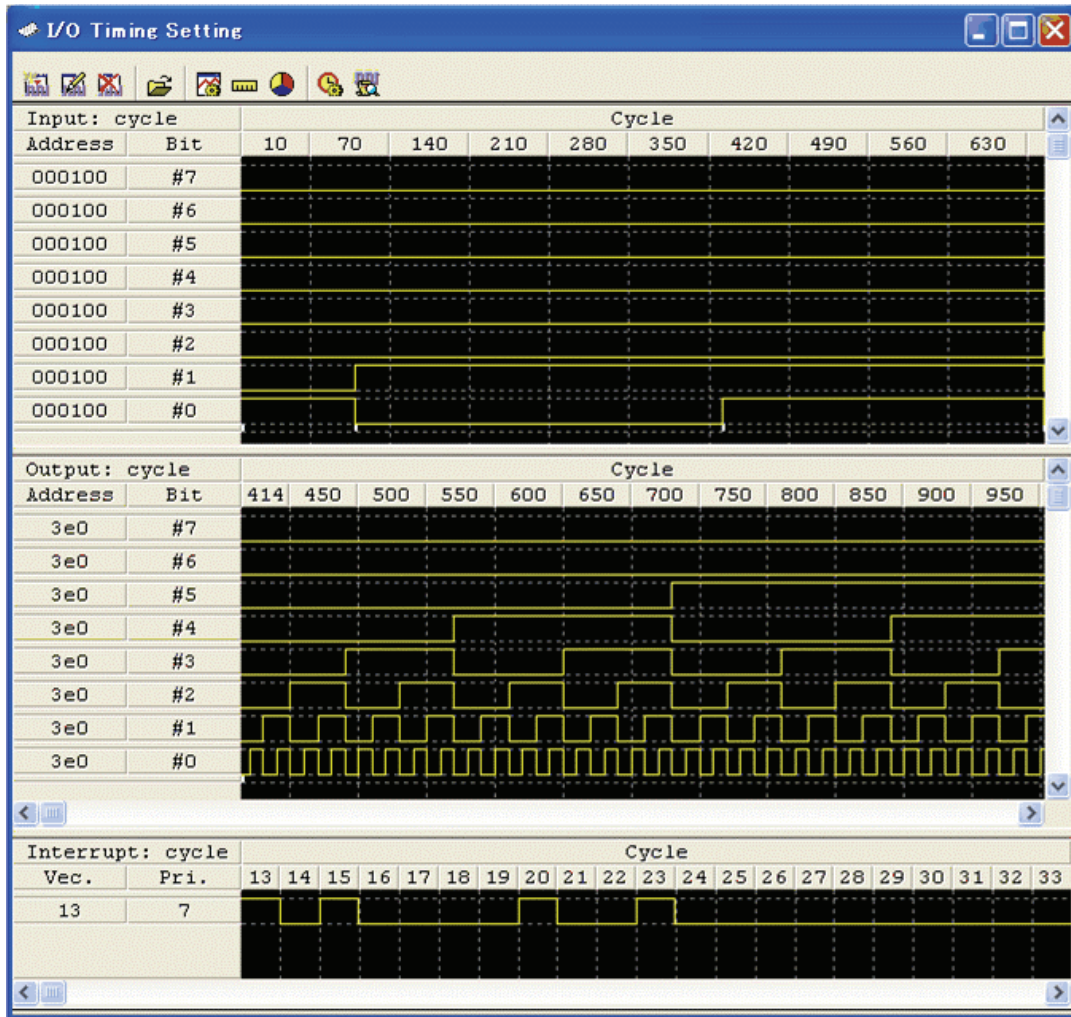 I/O Timing Setting
Input: cycle Cycle
Address Bit 10 70 140 210 280 350 420 490 560 630
000100 #7
000100 #6
000100 #5
000100 #4
000100 #3
000100 #2
000100 #1
000100 #0
Output: cycle Cycle
Address Bit 414 450 500 550 600 650 700 750 800 850 900 950
3e0 #7
3e0 #6
3e0 #5
3e0 #4
3e0 #3
3e0 #2
3e0 #1
3e0 #0
Interrupt: cycle Cycle
Vec. Pri. 13 14 15 16 17 18 19 20 21 22 23 24 25 26 27 28 29 30 31 32 33
13 7